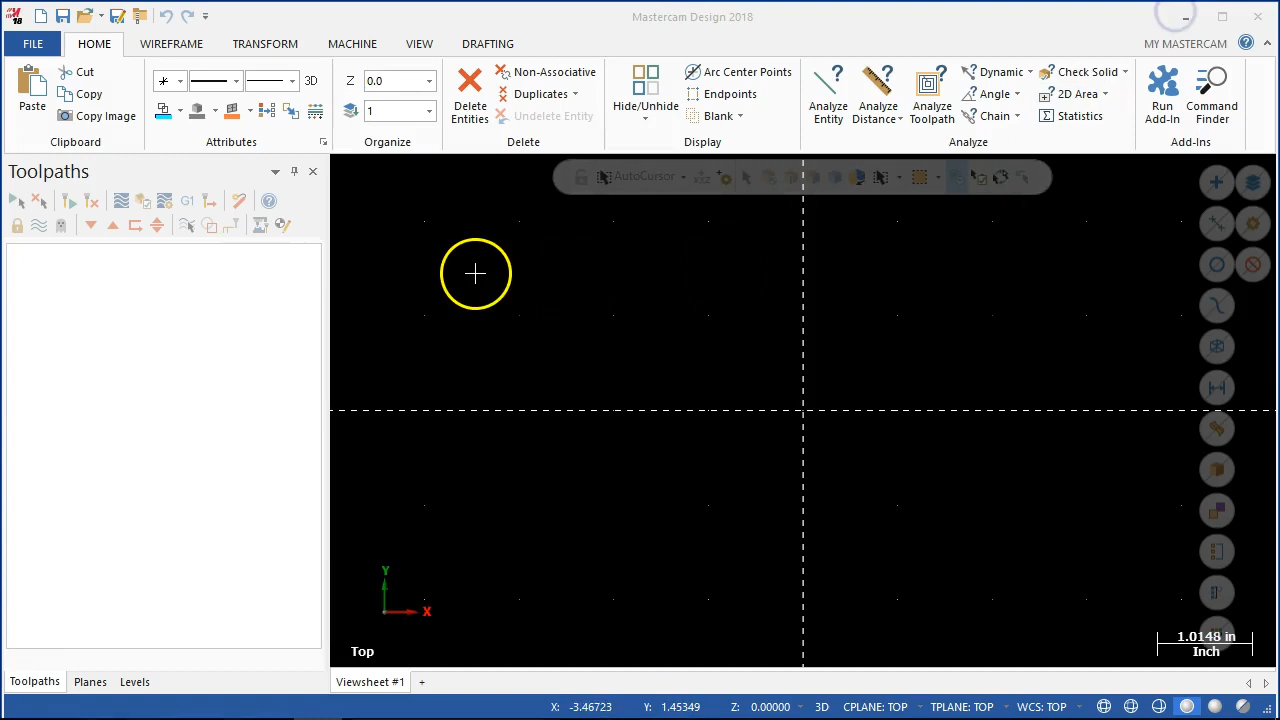 18
Mastercam Design 2018
FILE
HOME
WIREFRAME
TRANSFORM
MACHINE
VIEW
DRAFTING
MY MASTERCAM
Paste
Cut
Copy
Copy Image
Clipboard
3D
Attributes
Z 0.0
1
Organize
Delete
Entities
Non-Associative
Duplicates
Undelete Entity
Delete
Hide/Unhide
Arc Center Points
Endpoints
Blank
Display
Analyze
Entity
Analyze
Distance
Analyze
Toolpath
Dynamic
Angle
Chain
Check Solid
2D Area
Statistics
Analyze
Run
Add-In
Command
Finder
Add-Ins
Toolpaths
G1
AutoCursor
XYZ
Y
X
Top
1.0148 in
Inch
Toolpaths
Planes
Levels
Viewsheet #1
+
X: -3.46723
Y: 1.45349
Z: 0.00000
3D
CPLANE: TOP
TPLANE: TOP
WCS: TOP